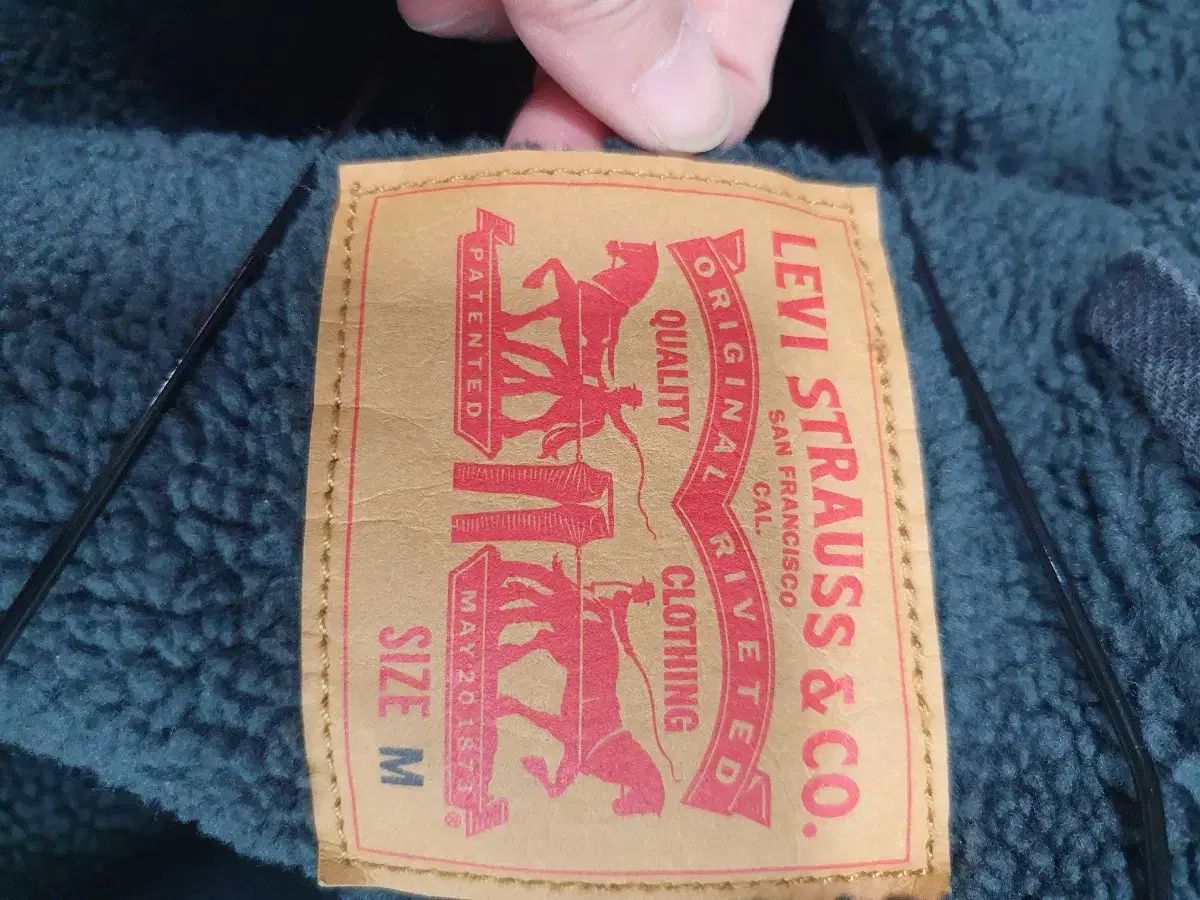 LEVI STRAUSS & CO.
SAN FRANCISCO
CAL.
ORIGINAL RIVETED
QUALITY CLOTHING
PATENTED MAY 20 1873
®
SIZE M